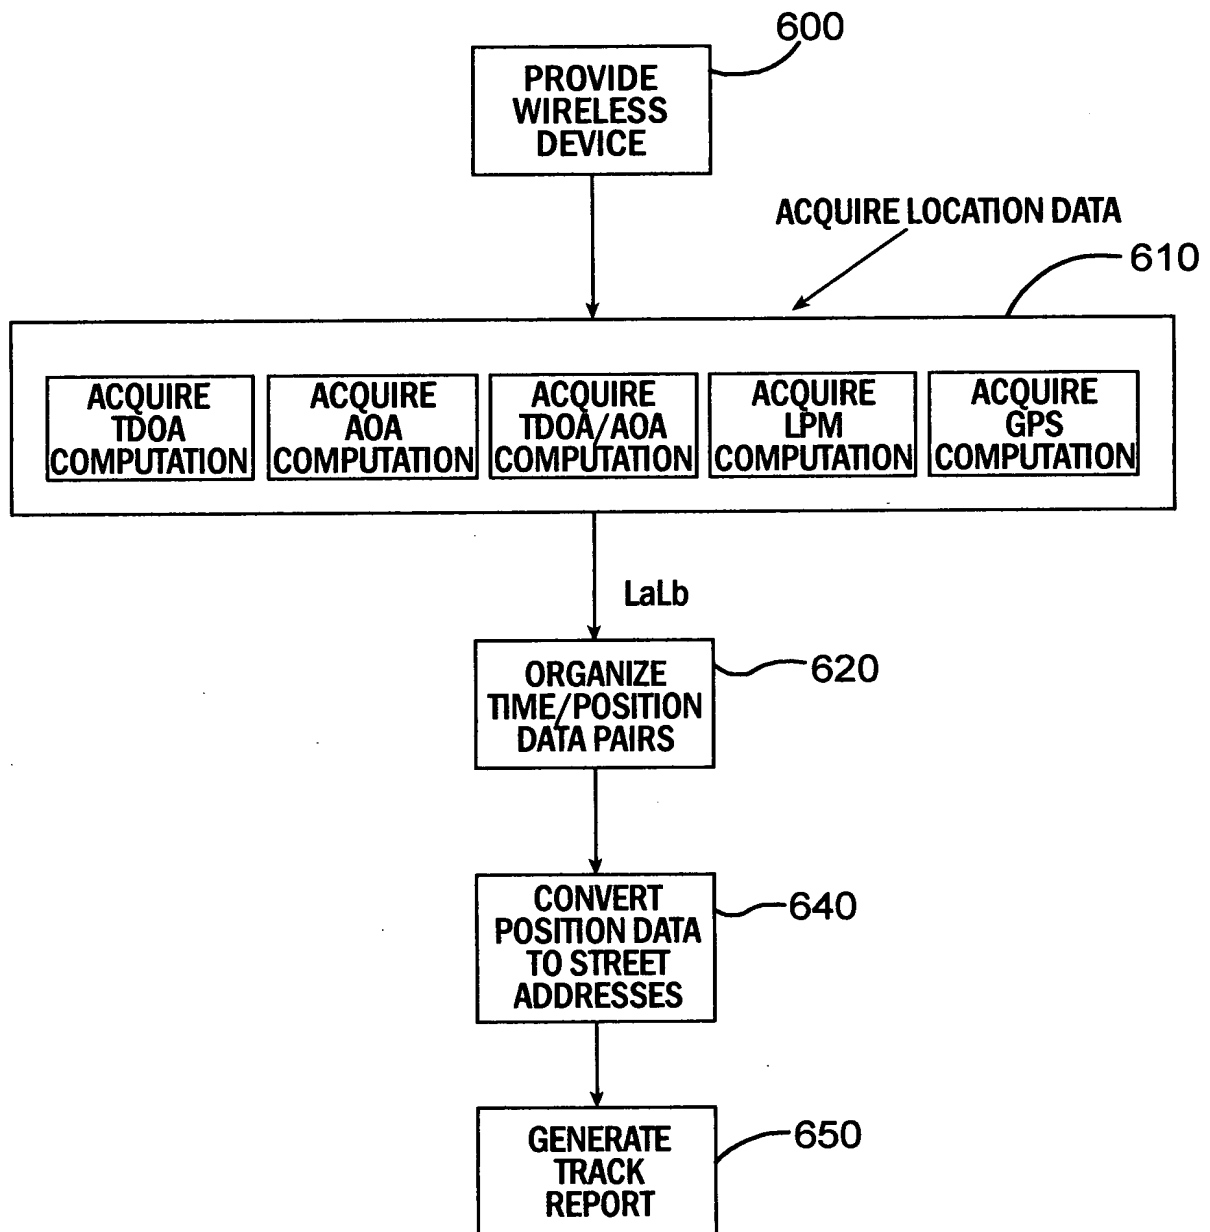 600
PROVIDE
WIRELESS
DEVICE
ACQUIRE LOCATION DATA
610
ACQUIRE
TDOA
COMPUTATION
ACQUIRE
AOA
COMPUTATION
ACQUIRE
TDOA/AOA
COMPUTATION
ACQUIRE
LPM
COMPUTATION
ACQUIRE
GPS
COMPUTATION
LaLb
620
ORGANIZE
TIME/POSITION
DATA PAIRS
640
CONVERT
POSITION DATA
TO STREET
ADDRESSES
650
GENERATE
TRACK
REPORT